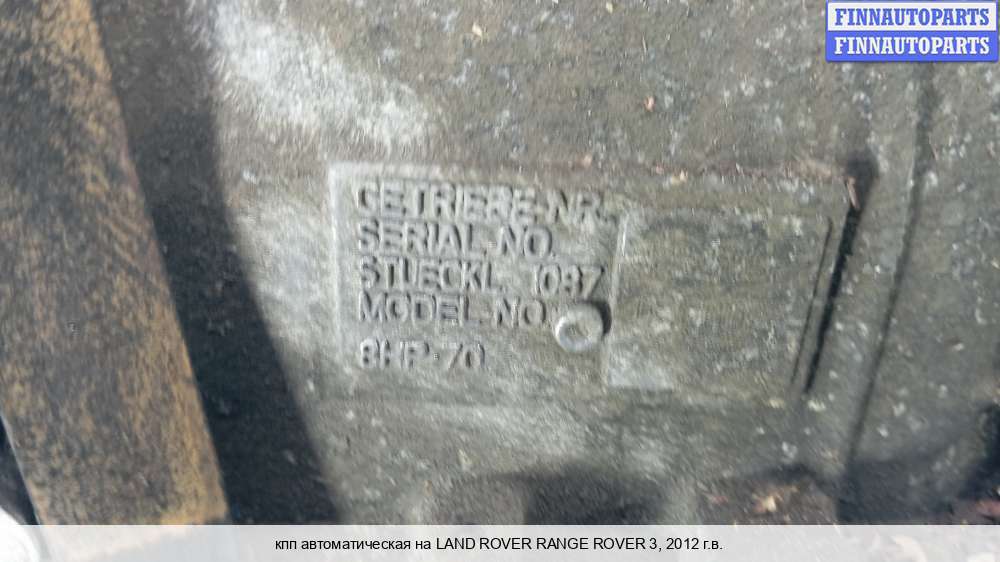 FINNAUTOPARTS
FINNAUTOPARTS
GETRIEBE-NR.
SERIAL NO.
STUECKL. 1087
MODEL-NO.
8HP-70
кпп автоматическая на LAND ROVER RANGE ROVER 3, 2012 г.в.